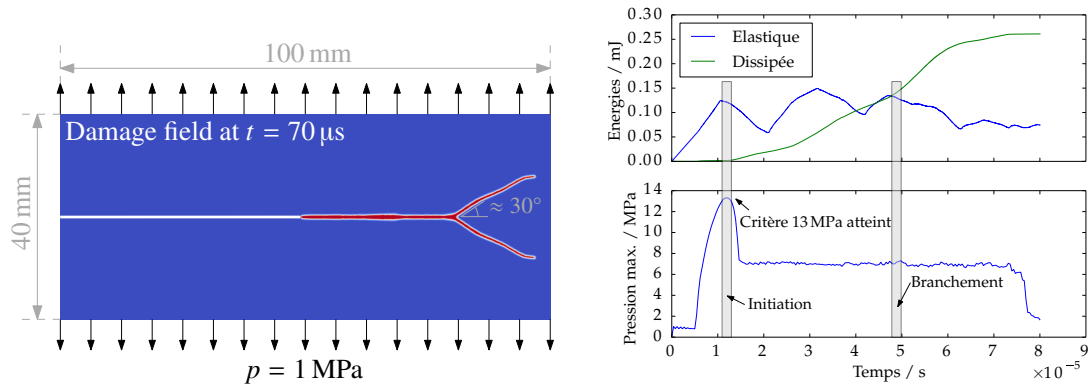 100 mm
Damage field at t = 70 µs
40 mm
≈ 30°
p = 1 MPa
Energies / mJ
0.30
0.25
0.20
0.15
0.10
0.05
0.00
Elastique
Dissipée
Pression max. / MPa
14
12
10
8
6
4
2
0
Critère 13 MPa atteint
Initiation
Branchement
0 1 2 3 4 5 6 7 8 9
Temps / s
×10⁻⁵